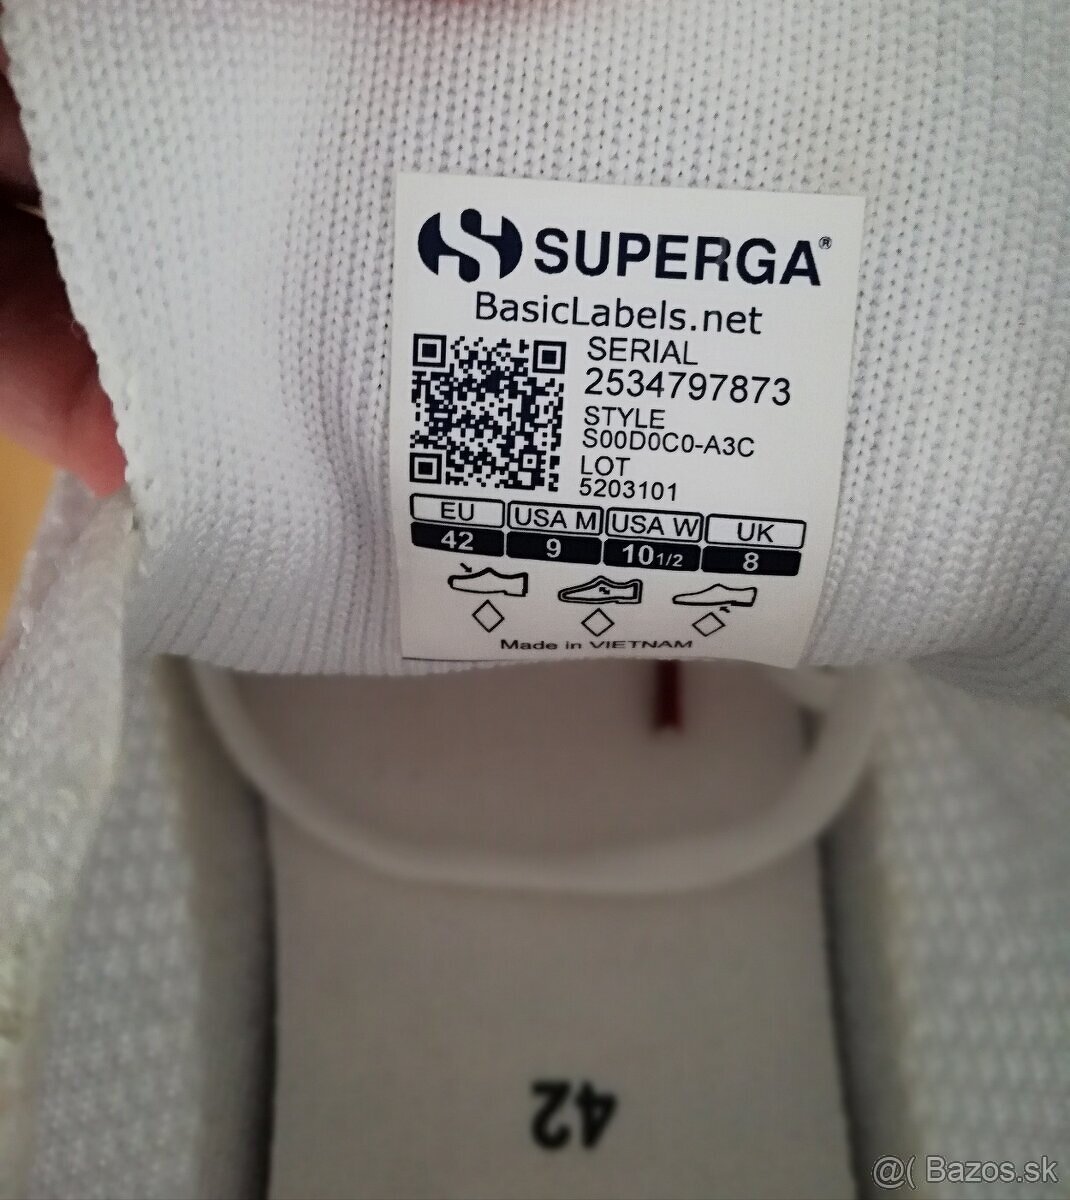 SUPERGA®
BasicLabels.net
SERIAL
2534797873
STYLE
S00D0C0-A3C
LOT
5203101
EU USA M USA W UK
42 9 10 1/2 8
Made in VIETNAM
42
@( Bazos.sk